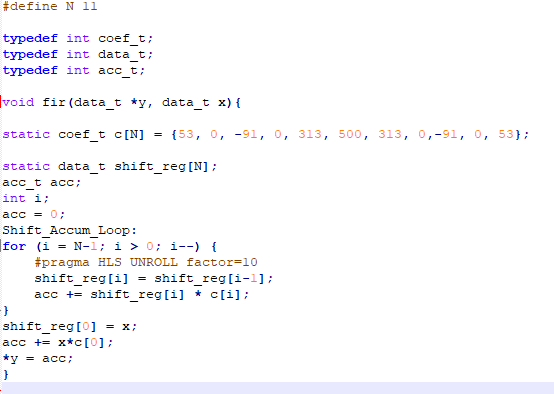 #define N 11
typedef int coef_t;
typedef int data_t;
typedef int acc_t;
void fir(data_t *y, data_t x){
static coef_t c[N] = {53, 0, -91, 0, 313, 500, 313, 0,-91, 0, 53};
static data_t shift_reg[N];
acc_t acc;
int i;
acc = 0;
Shift_Accum_Loop:
for (i = N-1; i > 0; i--) {
    #pragma HLS UNROLL factor=10
    shift_reg[i] = shift_reg[i-1];
    acc += shift_reg[i] * c[i];
}
shift_reg[0] = x;
acc += x*c[0];
*y = acc;
}